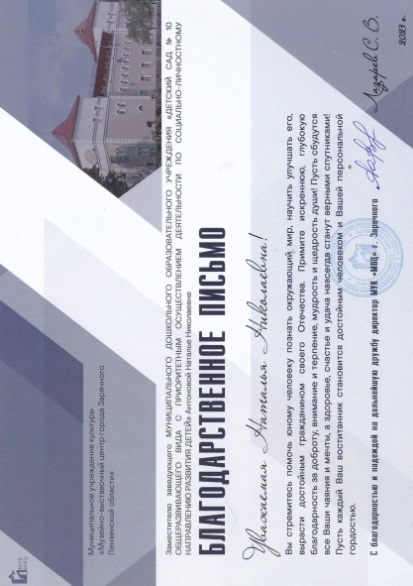 Муниципальное учреждение культуры
«Музейно-выставочный центр города Заречного
Пензенской области»
Заместителю заведующего МУНИЦИПАЛЬНОГО ДОШКОЛЬНОГО ОБРАЗОВАТЕЛЬНОГО УЧРЕЖДЕНИЯ «ДЕТСКИЙ САД № 10
ОБЩЕРАЗВИВАЮЩЕГО ВИДА С ПРИОРИТЕТНЫМ ОСУЩЕСТВЛЕНИЕМ ДЕЯТЕЛЬНОСТИ ПО СОЦИАЛЬНО-ЛИЧНОСТНОМУ
НАПРАВЛЕНИЮ РАЗВИТИЯ ДЕТЕЙ» Антоновой Наталье Николаевне
БЛАГОДАРСТВЕННОЕ ПИСЬМО
Уважаемая Наталья Николаевна!
Вы стремитесь помочь юному человеку познать окружающий мир, научить улучшать его,
вырасти достойным гражданином своего Отечества. Примите искреннюю, глубокую
благодарность за доброту, внимание и терпение, мудрость и щедрость души! Пусть сбудутся
все Ваши чаяния и мечты, а здоровье, счастье и удача навсегда станут верными спутниками!
Пусть каждый Ваш воспитанник становится достойным человеком и Вашей персональной
гордостью.
С благодарностью и надеждой на дальнейшую дружбу директор МУК «МВЦ» г. Заречного
Лазарев С. В.
2023 г.